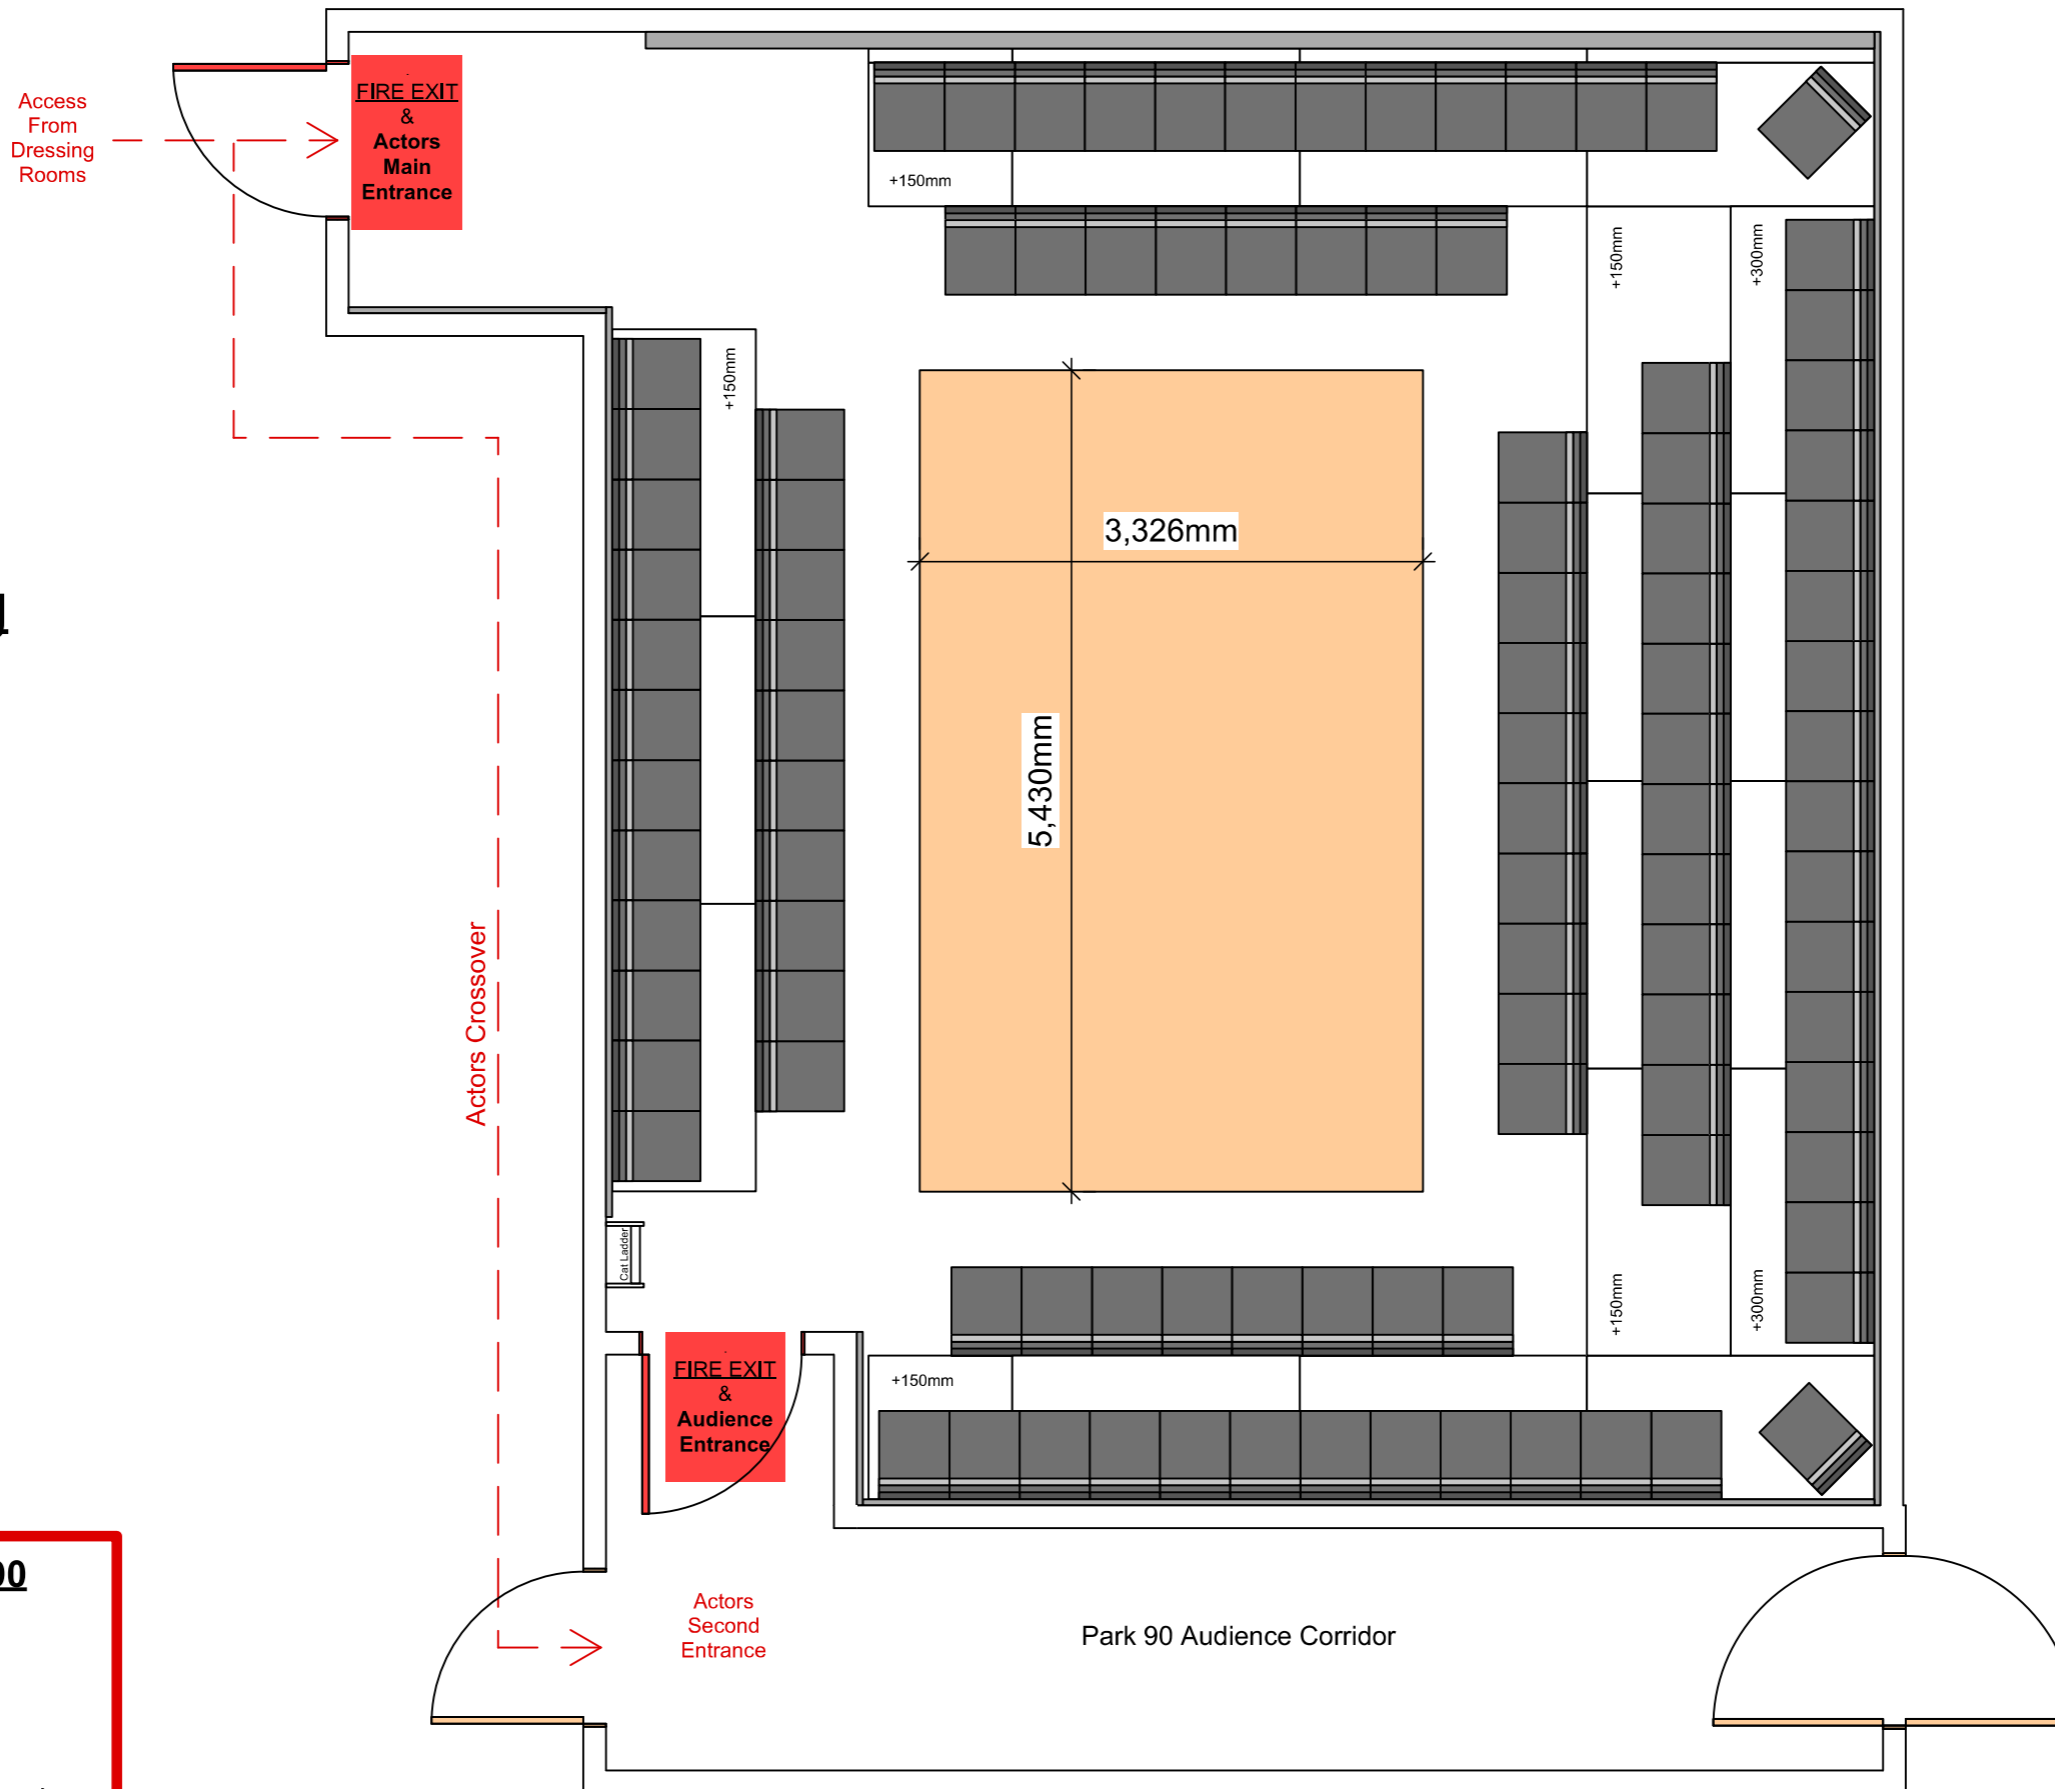 Access
From
Dressing
Rooms
FIRE EXIT
&
Actors
Main
Entrance
+150mm
+150mm
+300mm
+150mm
3,326mm
5,430mm
Actors Crossover
Cat Ladder
FIRE EXIT
&
Audience
Entrance
+150mm
+150mm
+300mm
Actors
Second
Entrance
Park 90 Audience Corridor